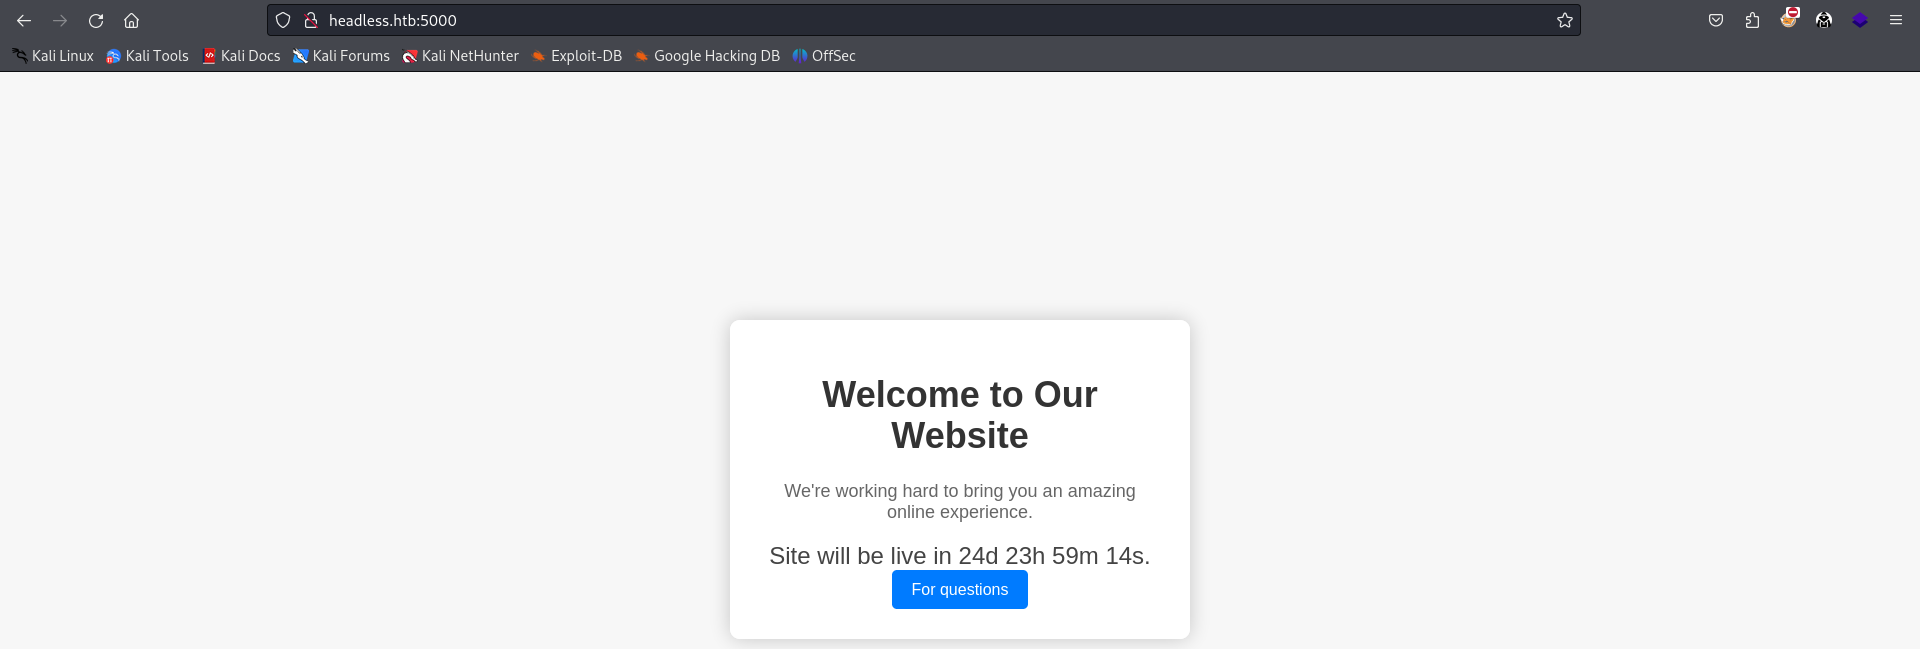 headless.htb:5000
Kali Linux Kali Tools Kali Docs Kali Forums Kali NetHunter Exploit-DB Google Hacking DB OffSec
Welcome to Our
Website
We're working hard to bring you an amazing
online experience.
Site will be live in 24d 23h 59m 14s.
For questions